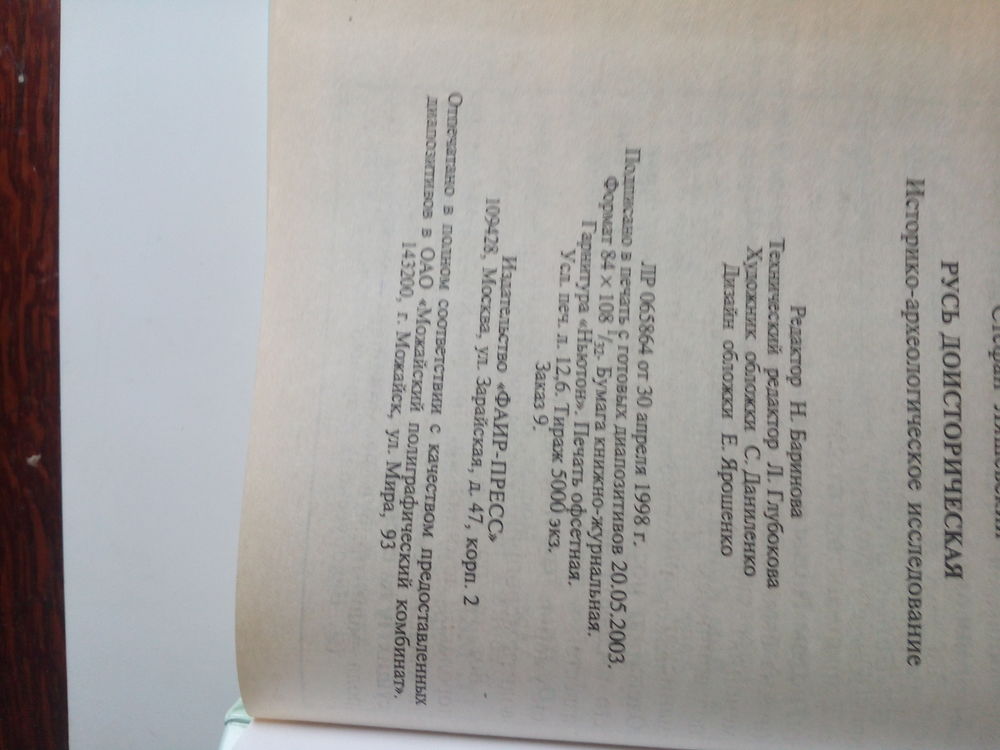 РУСЬ ДОИСТОРИЧЕСКАЯ
Историко-археологическое исследование
Редактор Н. Баринова
Технический редактор Л. Глубокова
Художник обложки С. Даниленко
Дизайн обложки Е. Ярошенко
ЛР 065864 от 30 апреля 1998 г.
Подписано в печать с готовых диапозитивов 20.05.2003.
Формат 84 × 108 1/32. Бумага книжно-журнальная.
Гарнитура «Ньютон». Печать офсетная.
Усл. печ. л. 12,6. Тираж 5000 экз.
Заказ 9.
Издательство «ФАИР-ПРЕСС»
109428, Москва, ул. Зарайская, д. 47, корп. 2
Отпечатано в полном соответствии с качеством предоставленных
диапозитивов в ОАО «Можайский полиграфический комбинат».
143200, г. Можайск, ул. Мира, 93